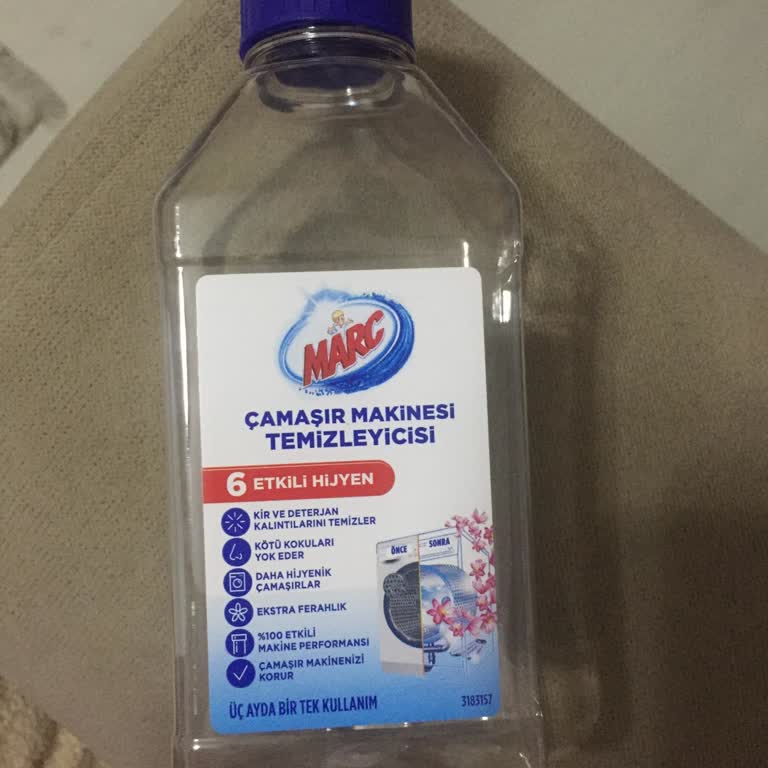 MARC
ÇAMAŞIR MAKİNESİ
TEMİZLEYİCİSİ
6 ETKİLİ HİJYEN
KİR VE DETERJAN
KALINTILARINI TEMİZLER
KÖTÜ KOKULARI
YOK EDER
DAHA HİJYENİK
ÇAMAŞIRLAR
EKSTRA FERAHLIK
%100 ETKİLİ
MAKİNE PERFORMANSI
ÇAMAŞIR MAKİNENİZİ
KORUR
ÖNCE SONRA
ÜÇ AYDA BİR TEK KULLANIM
3183157